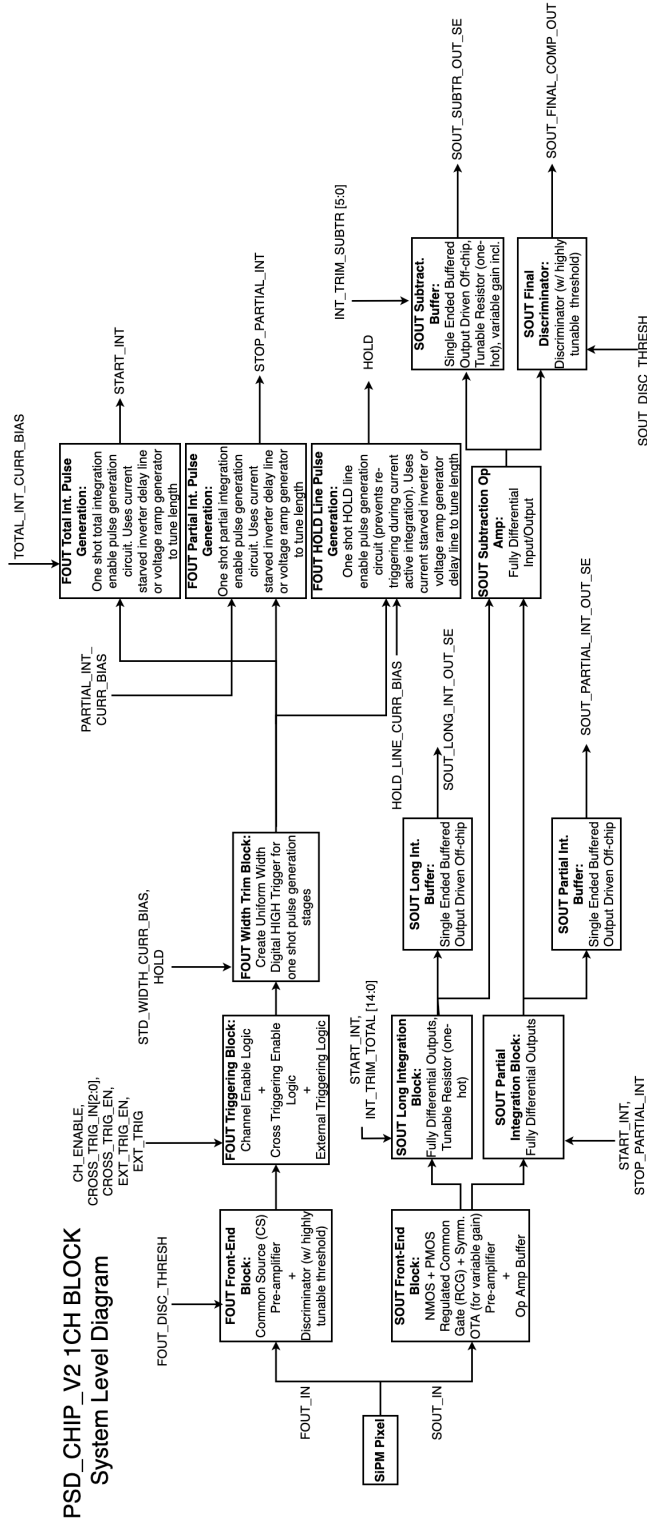 PSD_CHIP_V2 1CH BLOCK
System Level Diagram
SiPM Pixel
FOUT_IN
SOUT_IN
FOUT_DISC_THRESH
FOUT Front-End
Block:
Common Source (CS)
Pre-amplifier
+
Discriminator (w/ highly
tunable threshold)
SOUT Front-End
Block:
NMOS + PMOS
Regulated Common
Gate (RCG) + Symm.
OTA (for variable gain)
Pre-amplifier
+
Op Amp Buffer
CH_ENABLE,
CROSS_TRIG_IN[2:0],
CROSS_TRIG_EN,
EXT_TRIG_EN,
EXT_TRIG
FOUT Triggering Block:
Channel Enable Logic
+
Cross Triggering Enable
Logic
+
External Triggering Logic
START_INT,
INT_TRIM_TOTAL [14:0]
SOUT Long Integration
Block:
Fully Differential Outputs,
Tunable Resistor (one-
hot)
SOUT Partial
Integration Block:
Fully Differential Outputs
START_INT,
STOP_PARTIAL_INT
STD_WIDTH_CURR_BIAS,
HOLD
FOUT Width Trim Block:
Create Uniform Width
Digital HIGH Trigger for
one shot pulse generation
stages
SOUT Long Int.
Buffer:
Single Ended Buffered
Output Driven Off-chip
SOUT_LONG_INT_OUT_SE
SOUT Partial Int.
Buffer:
Single Ended Buffered
Output Driven Off-chip
SOUT_PARTIAL_INT_OUT_SE
TOTAL_INT_CURR_BIAS
PARTIAL_INT_
CURR_BIAS
HOLD_LINE_CURR_BIAS
FOUT Total Int. Pulse
Generation:
One shot total integration
enable pulse generation
circuit. Uses current
starved inverter delay line
or voltage ramp generator
to tune length
START_INT
FOUT Partial Int. Pulse
Generation:
One shot partial integration
enable pulse generation
circuit. Uses current
starved inverter delay line
or voltage ramp generator
to tune length
STOP_PARTIAL_INT
FOUT HOLD Line Pulse
Generation:
One shot HOLD line
enable pulse generation
circuit (prevents re-
triggering during current
active integration). Uses
current starved inverter or
voltage ramp generator
delay line to tune length
HOLD
SOUT Subtraction Op
Amp:
Fully Differential
Input/Output
INT_TRIM_SUBTR [5:0]
SOUT Subtract.
Buffer:
Single Ended Buffered
Output Driven Off-chip,
Tunable Resistor (one-
hot), variable gain incl.
SOUT_SUBTR_OUT_SE
SOUT Final
Discriminator:
Discriminator (w/ highly
tunable threshold)
SOUT_FINAL_COMP_OUT
SOUT_DISC_THRESH